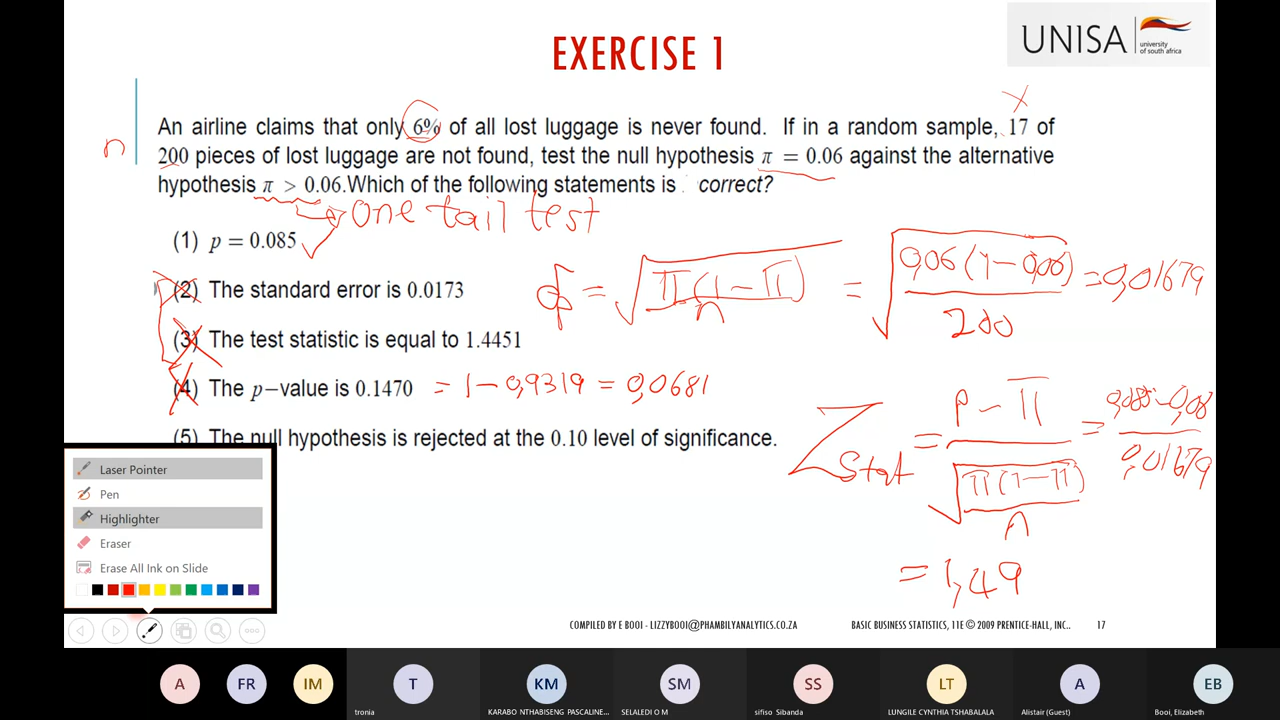 EXERCISE 1
UNISA
university
of south africa
x
An airline claims that only 6% of all lost luggage is never found. If in a random sample, 17 of
n
200 pieces of lost luggage are not found, test the null hypothesis π = 0.06 against the alternative
hypothesis π > 0.06.Which of the following statements is correct?
One tail test
(1) p = 0.085
(2) The standard error is 0.0173
= √π(1-π)/n = √0,06(1-0,06)/200 = 0,01679
(3) The test statistic is equal to 1.4451
(4) The p−value is 0.1470 = 1 - 0,9319 = 0,0681
Z Stat = p - π / √π(1-π)/n = 0,085-0,06 / 0,01679
(5) The null hypothesis is rejected at the 0.10 level of significance.
= 1,49
Laser Pointer
Pen
Highlighter
Eraser
Erase All Ink on Slide
COMPILED BY E BOOI - LIZZYBOOI@PHAMBILYANALYTICS.CO.ZA
BASIC BUSINESS STATISTICS, 11E © 2009 PRENTICE-HALL, INC..
17
A
FR
IM
T
KM
SM
SS
LT
A
EB
tronia
KARABO NTHABISENG PASCALINE...
SELALEDI O M
sifiso Sibanda
LUNGILE CYNTHIA TSHABALALA
Alistair (Guest)
Booi, Elizabeth